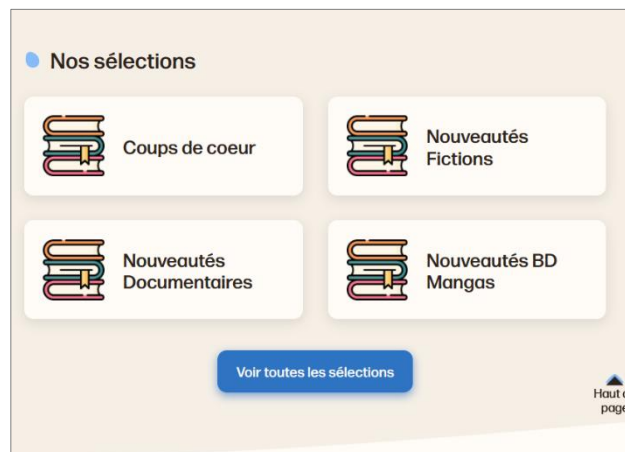 Nos sélections
Coups de coeur
Nouveautés
Fictions
Nouveautés
Documentaires
Nouveautés BD
Mangas
Voir toutes les sélections
Haut
page